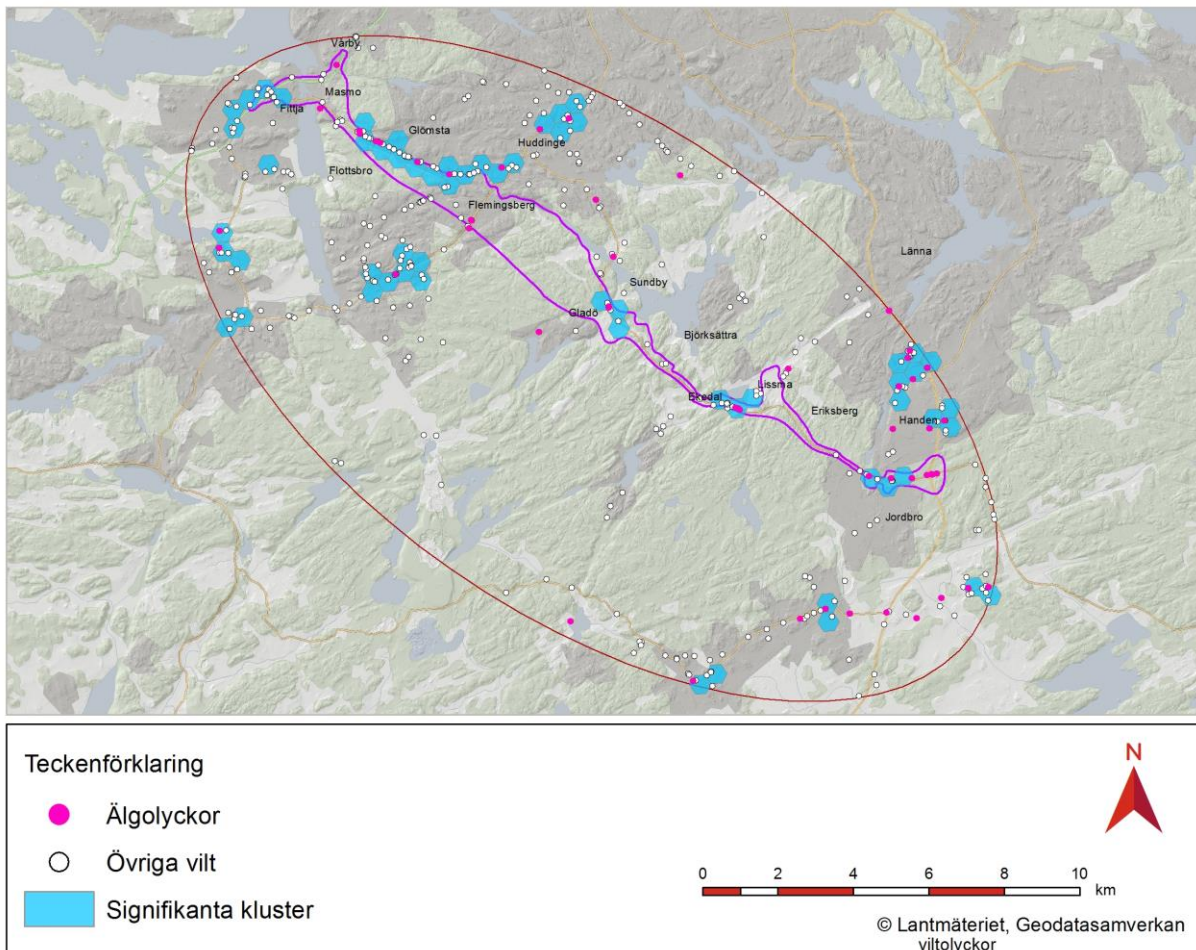 Vårby
Masmo
Fittja
Glömsta
Huddinge
Flottsbro
Flemingsberg
Länna
Sundby
Gladö
Björksättra
Lissma
Ekedal
Eriksberg
Handen
Jordbro
Teckenförklaring
Älgolyckor
Övriga vilt
Signifikanta kluster
N
0 2 4 6 8 10
km
© Lantmäteriet, Geodatasamverkan
viltolyckor